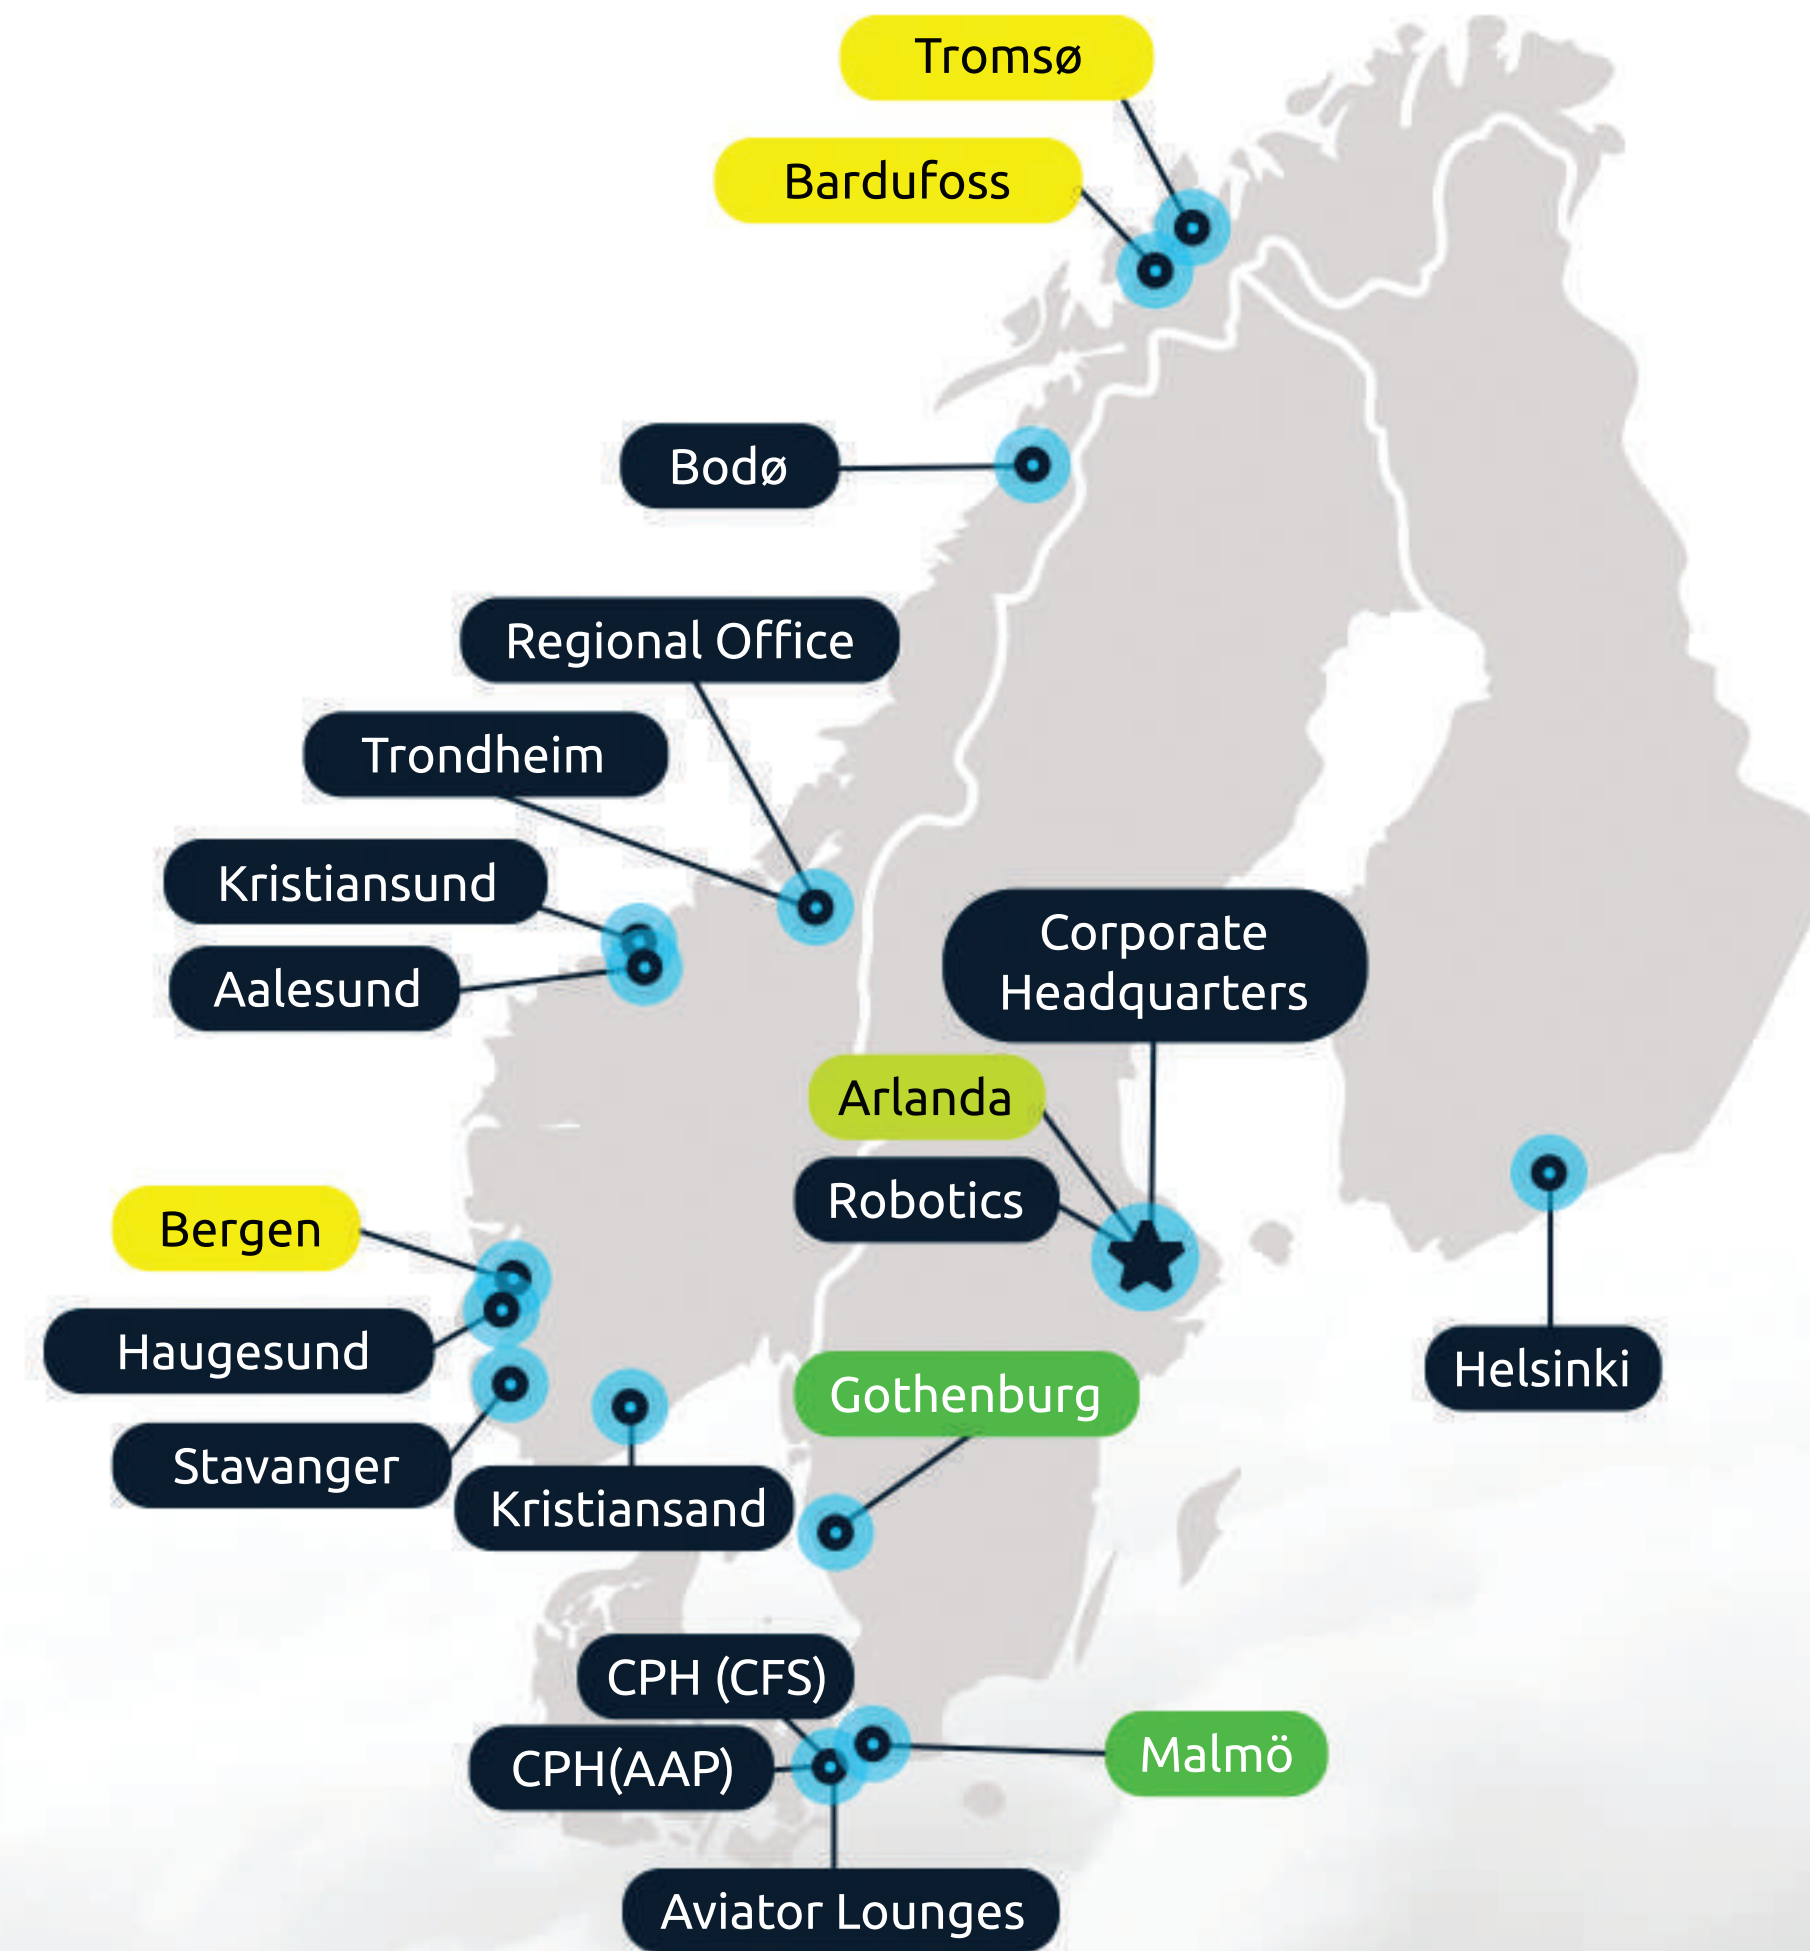 Tromsø
Bardufoss
Bodø
Regional Office
Trondheim
Kristiansund
Aalesund
Corporate
Headquarters
Arlanda
Robotics
Bergen
Haugesund
Stavanger
Kristiansand
Gothenburg
Helsinki
CPH (CFS)
CPH(AAP)
Malmö
Aviator Lounges